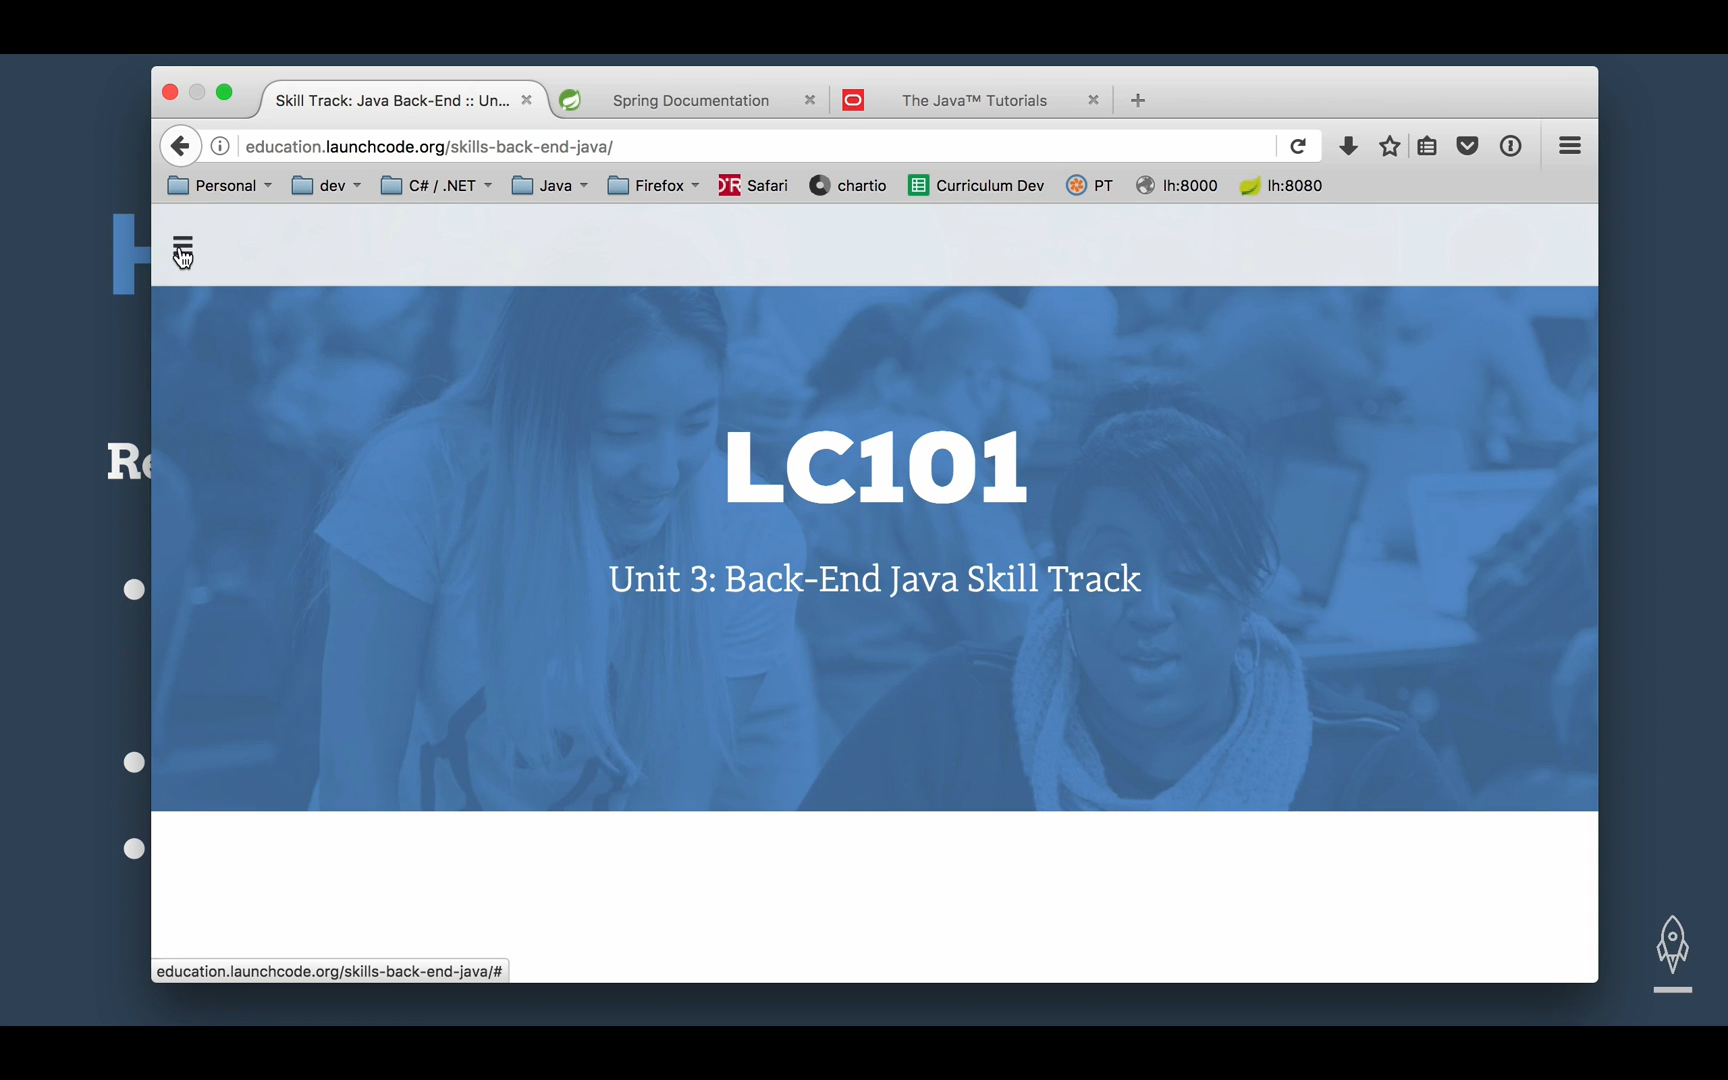 Skill Track: Java Back-End :: Un...
Spring Documentation
The Java™ Tutorials
education.launchcode.org/skills-back-end-java/
Personal
dev
C# / .NET
Java
Firefox
Safari
chartio
Curriculum Dev
PT
lh:8000
lh:8080
H
Re
LC101
Unit 3: Back-End Java Skill Track
education.launchcode.org/skills-back-end-java/#